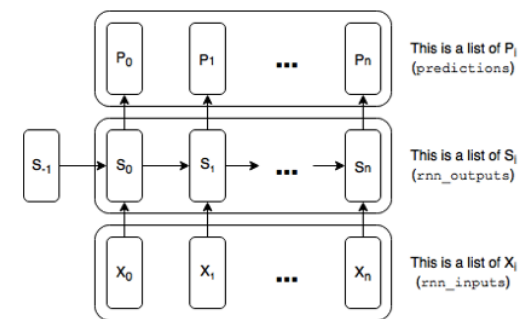 P₀ P₁ ... Pₙ This is a list of Pᵢ
(predictions)
S₋₁ S₀ S₁ ... Sₙ This is a list of Sᵢ
(rnn_outputs)
X₀ X₁ ... Xₙ This is a list of Xᵢ
(rnn_inputs)